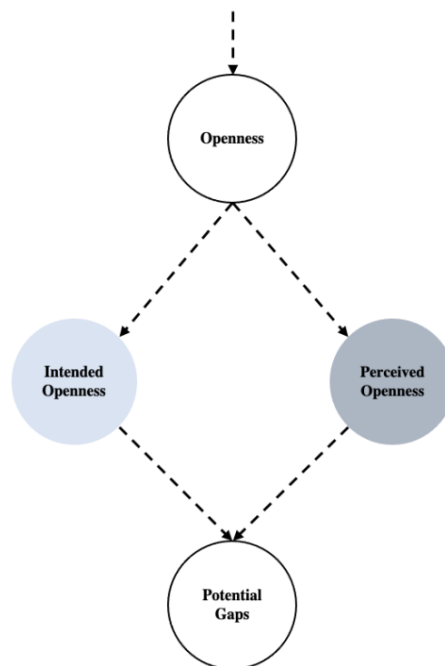 Openness
Intended
Openness
Perceived
Openness
Potential
Gaps